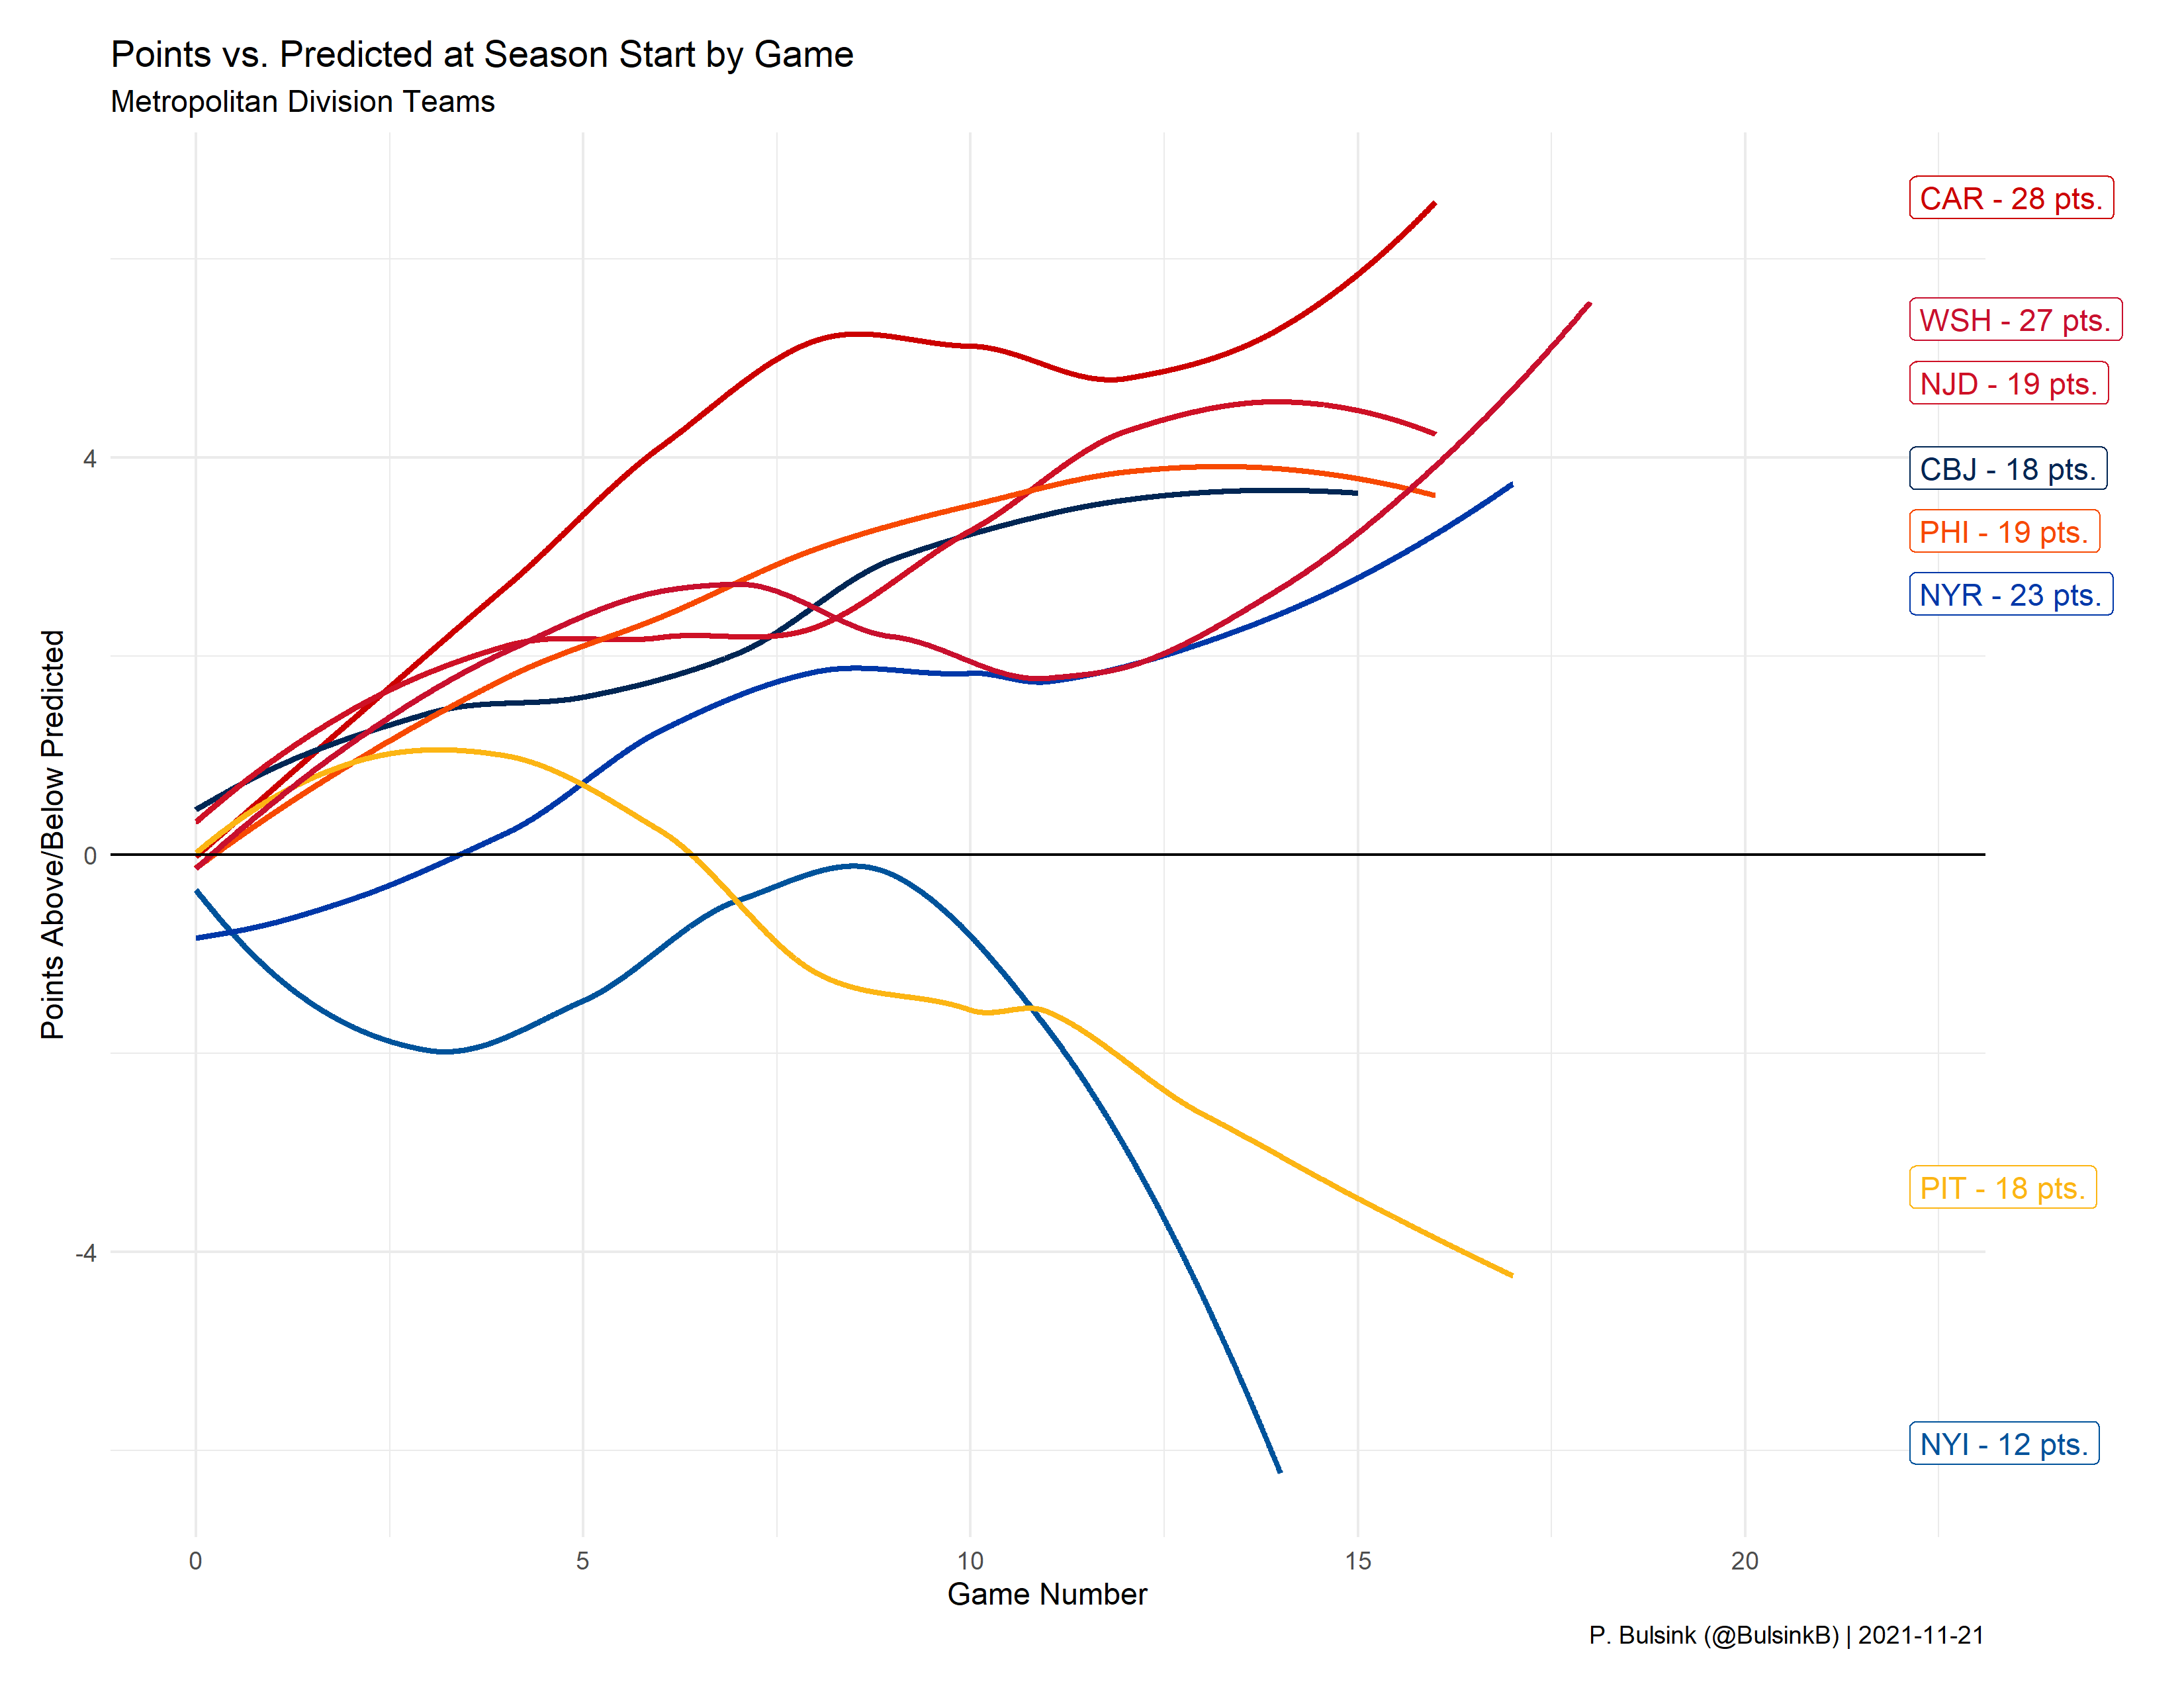 Points vs. Predicted at Season Start by Game
Metropolitan Division Teams
Points Above/Below Predicted
4
0
-4
CAR - 28 pts.
WSH - 27 pts.
NJD - 19 pts.
CBJ - 18 pts.
PHI - 19 pts.
NYR - 23 pts.
PIT - 18 pts.
NYI - 12 pts.
0 5 10 15 20
Game Number
P. Bulsink (@BulsinkB) | 2021-11-21